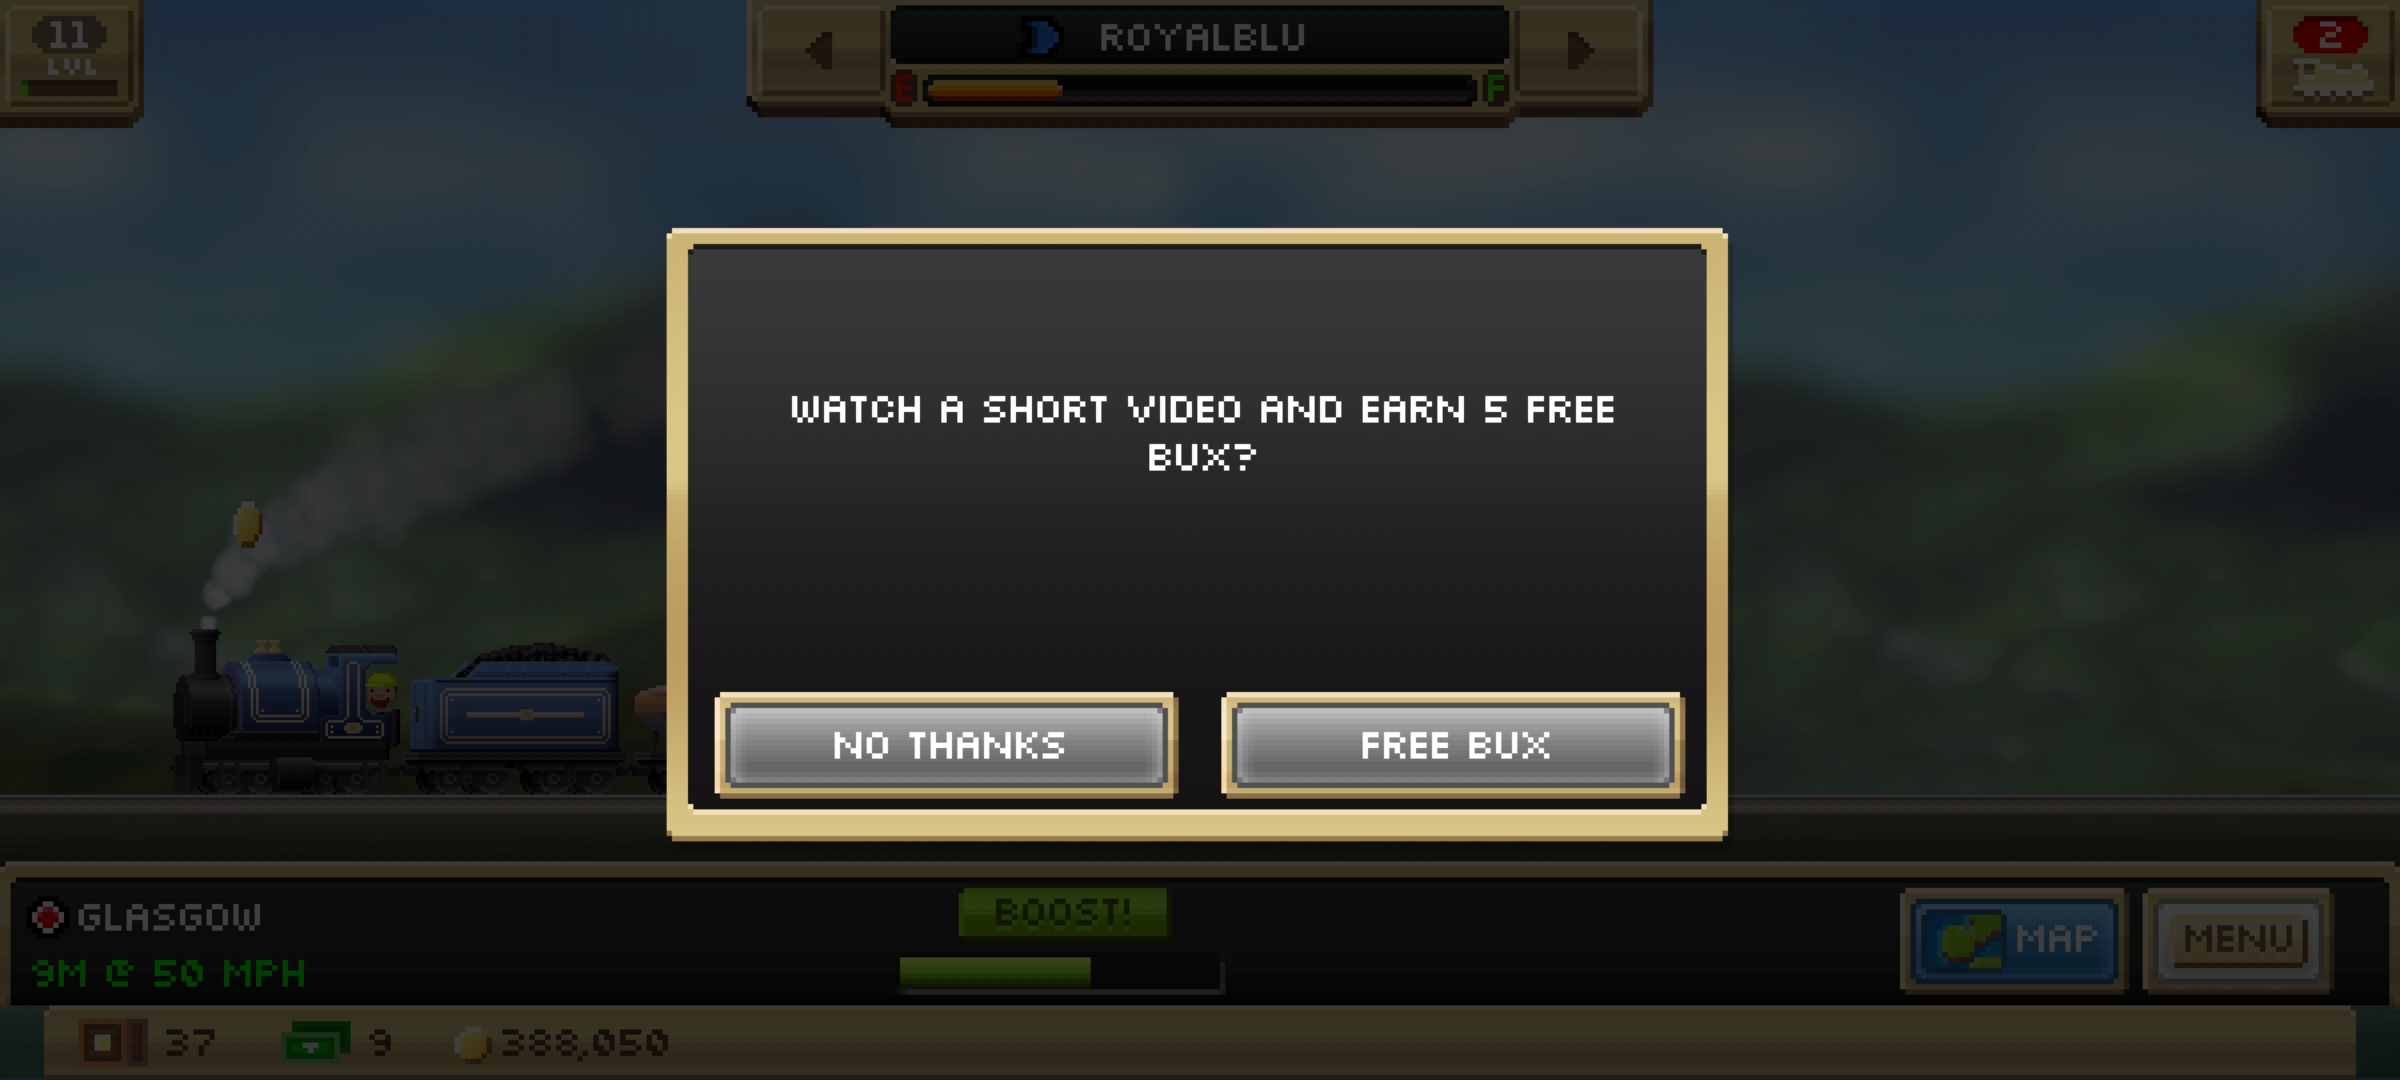 11
LVL
ROYALBLU
E F
2
WATCH A SHORT VIDEO AND EARN 5 FREE
BUX?
NO THANKS
FREE BUX
GLASGOW
9M @ 50 MPH
BOOST!
MAP
MENU
37 9 388,050